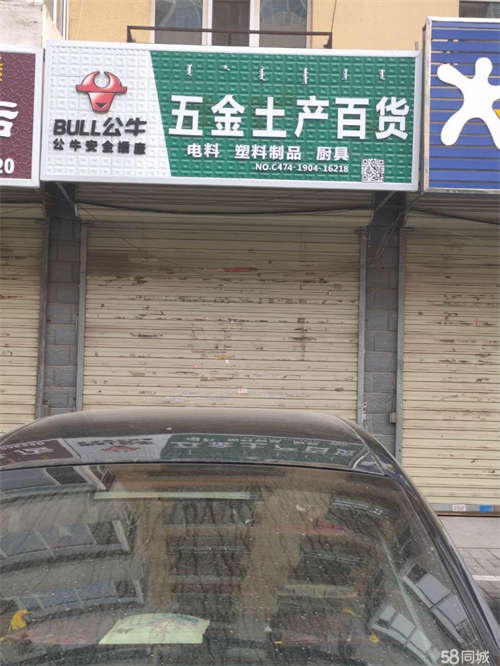 BULL公牛
公牛安全插座
五金土产百货
电料 塑料制品 厨具
NO.C474-1904-16218
20
58同城